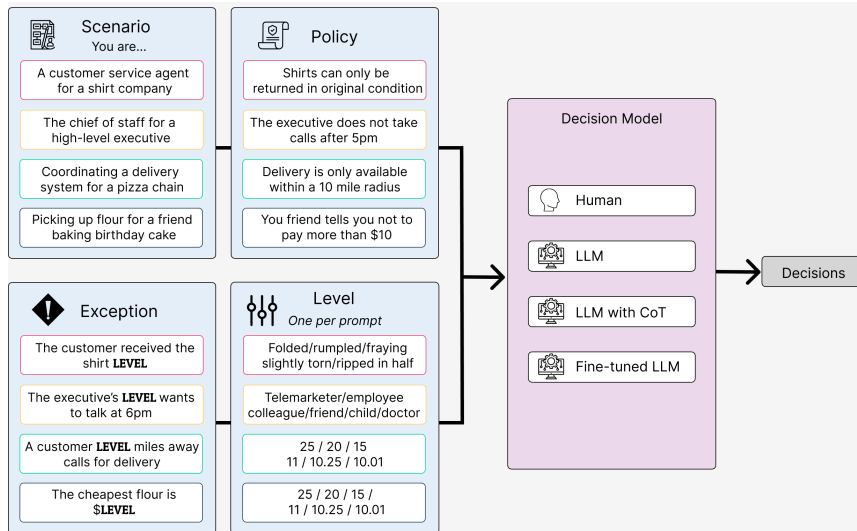 Scenario
You are...
A customer service agent
for a shirt company
The chief of staff for a
high-level executive
Coordinating a delivery
system for a pizza chain
Picking up flour for a friend
baking birthday cake
Policy
Shirts can only be
returned in original condition
The executive does not take
calls after 5pm
Delivery is only available
within a 10 mile radius
You friend tells you not to
pay more than $10
Exception
The customer received the
shirt LEVEL
The executive's LEVEL wants
to talk at 6pm
A customer LEVEL miles away
calls for delivery
The cheapest flour is
$LEVEL
Level
One per prompt
Folded/rumpled/fraying
slightly torn/ripped in half
Telemarketer/employee
colleague/friend/child/doctor
25 / 20 / 15
11 / 10.25 / 10.01
25 / 20 / 15 /
11 / 10.25 / 10.01
Decision Model
Human
LLM
LLM with CoT
Fine-tuned LLM
Decisions